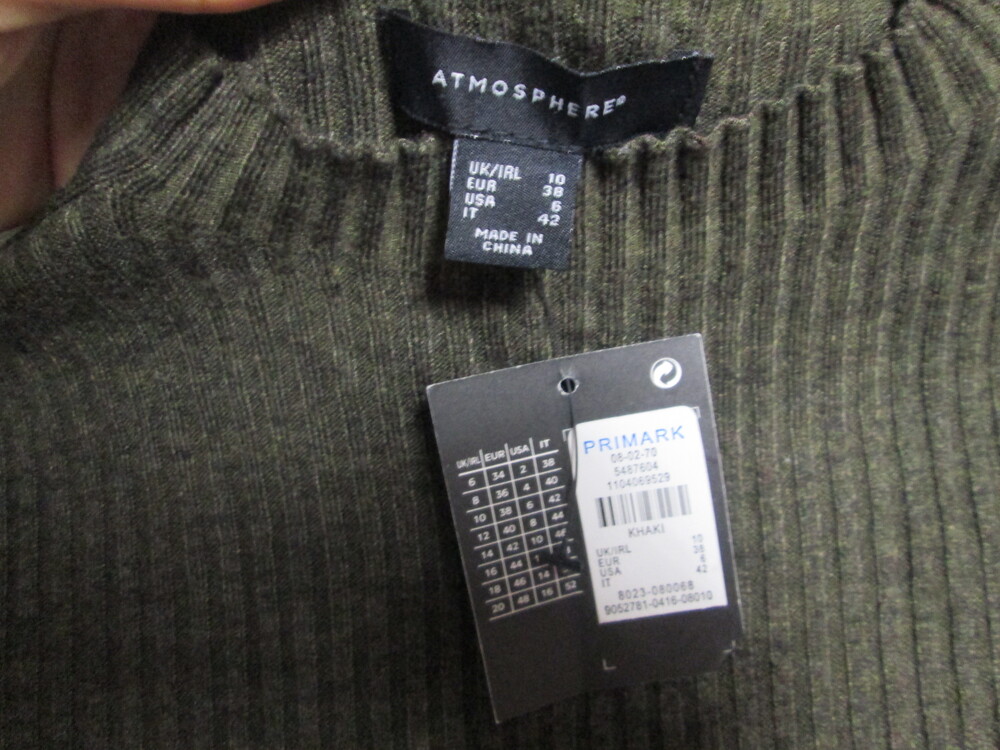 ATMOSPHERE®
UK/IRL 10
EUR 38
USA 6
IT 42
MADE IN
CHINA
UK/IRL EUR USA IT
6 34 2 38
8 36 4 40
10 38 6 42
12 40 8 44
14 42 10 46
16 44
18 46 14
20 48 16 52
PRIMARK
08-02-70
5487604
1104069529
KHAKI
UK/IRL 10
EUR 38
USA 6
IT 42
8023-080068
9052781-0416-08010